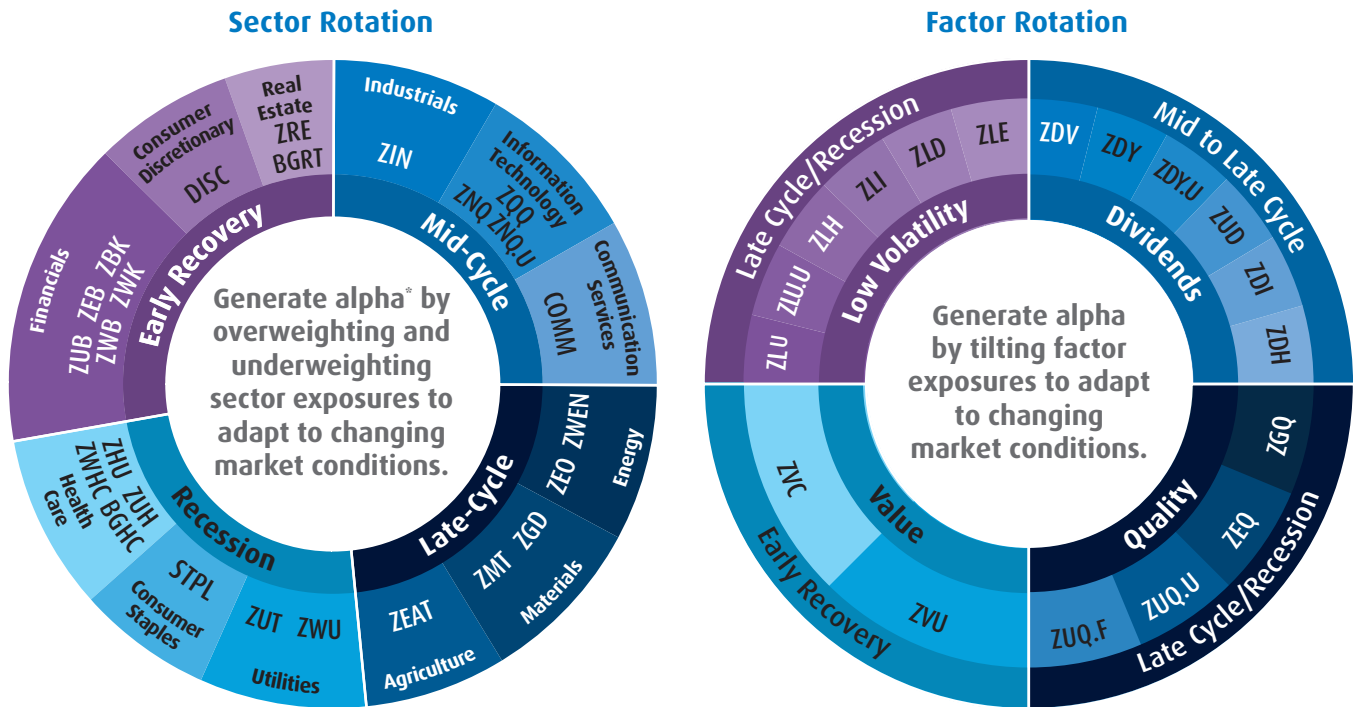 Sector Rotation
Real
Estate
ZRE
BGRT
Consumer
Discretionary
DISC
Financials
ZUB ZEB ZBK
ZWB ZWK
Early Recovery
Industrials
ZIN
Information
Technology
ZQQ
ZNQ ZNQ.U
Communication
Services
COMM
Mid-Cycle
Energy
ZEO ZWEN
Materials
ZMT ZGD
Agriculture
ZEAT
Late-Cycle
Utilities
ZUT ZWU
Consumer
Staples
STPL
Health
Care
ZHU ZUH
ZWHC BGHC
Recession
Generate alpha* by
overweighting and
underweighting
sector exposures to
adapt to changing
market conditions.
Factor Rotation
Late Cycle/Recession
ZLU
ZLU.U
ZLH
ZLI
ZLD
ZLE
Low Volatility
Mid to Late Cycle
ZDV
ZDY
ZDY.U
ZUD
ZDI
ZDH
Dividends
Late Cycle/Recession
ZGQ
ZEQ
ZUQ.U
ZUQ.F
Quality
Early Recovery
ZVC
ZVU
Value
Generate alpha
by tilting factor
exposures to adapt
to changing
market conditions.